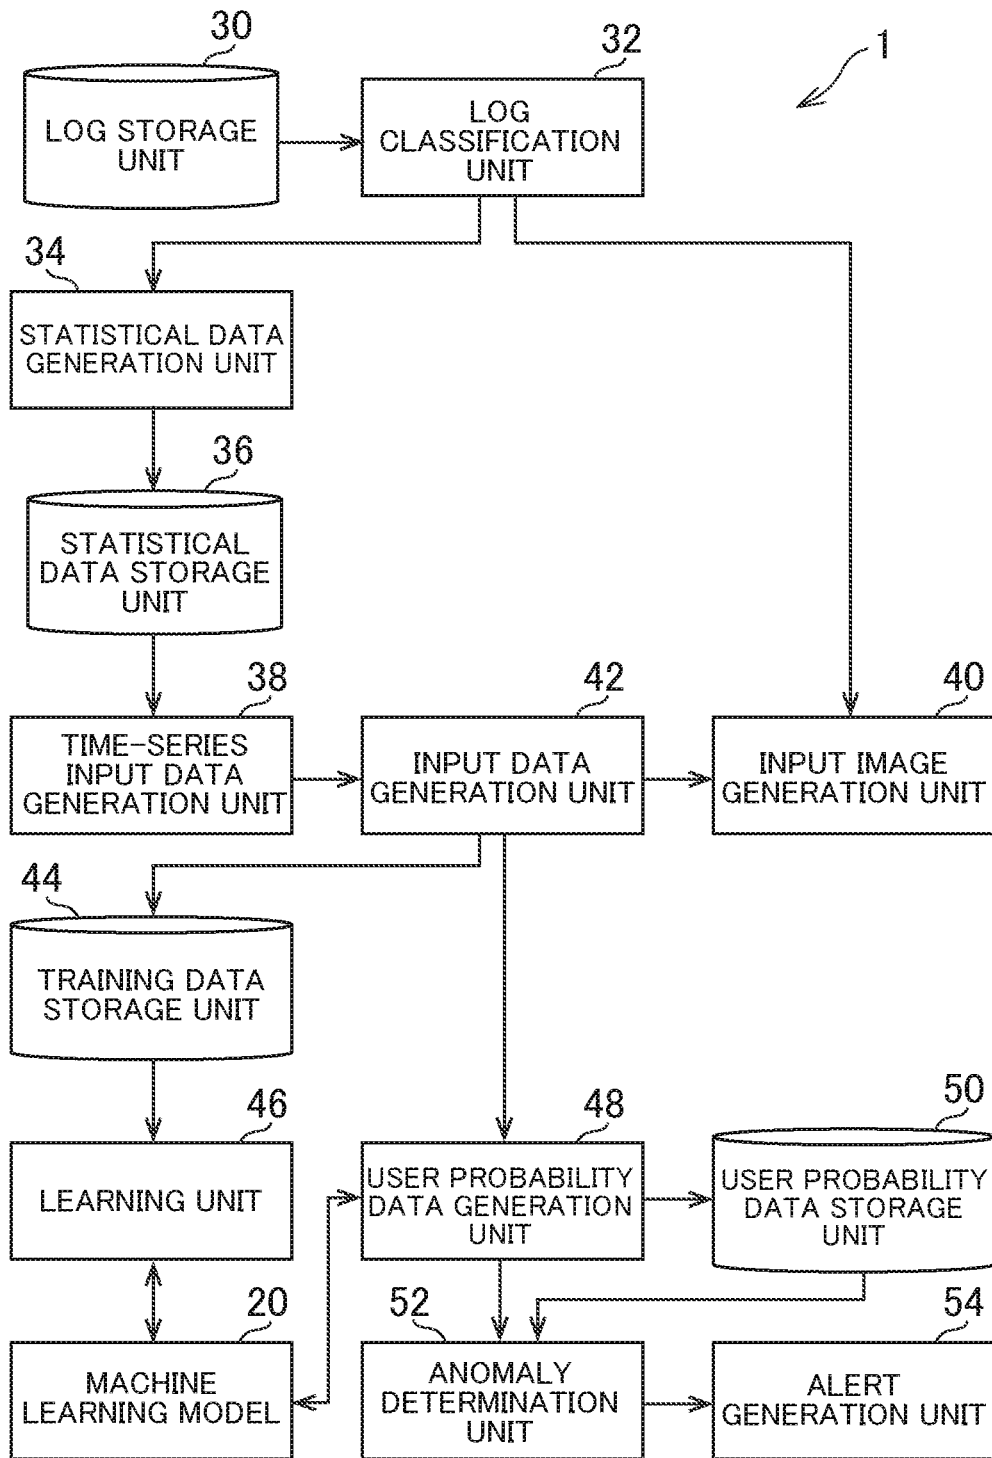 30
32
1
LOG STORAGE
UNIT
LOG
CLASSIFICATION
UNIT
34
STATISTICAL DATA
GENERATION UNIT
36
STATISTICAL
DATA STORAGE
UNIT
38
42
40
TIME-SERIES
INPUT DATA
GENERATION UNIT
INPUT DATA
GENERATION UNIT
INPUT IMAGE
GENERATION UNIT
44
TRAINING DATA
STORAGE UNIT
46
48
50
LEARNING UNIT
USER PROBABILITY
DATA GENERATION
UNIT
USER PROBABILITY
DATA STORAGE
UNIT
20
52
54
MACHINE
LEARNING MODEL
ANOMALY
DETERMINATION
UNIT
ALERT
GENERATION UNIT